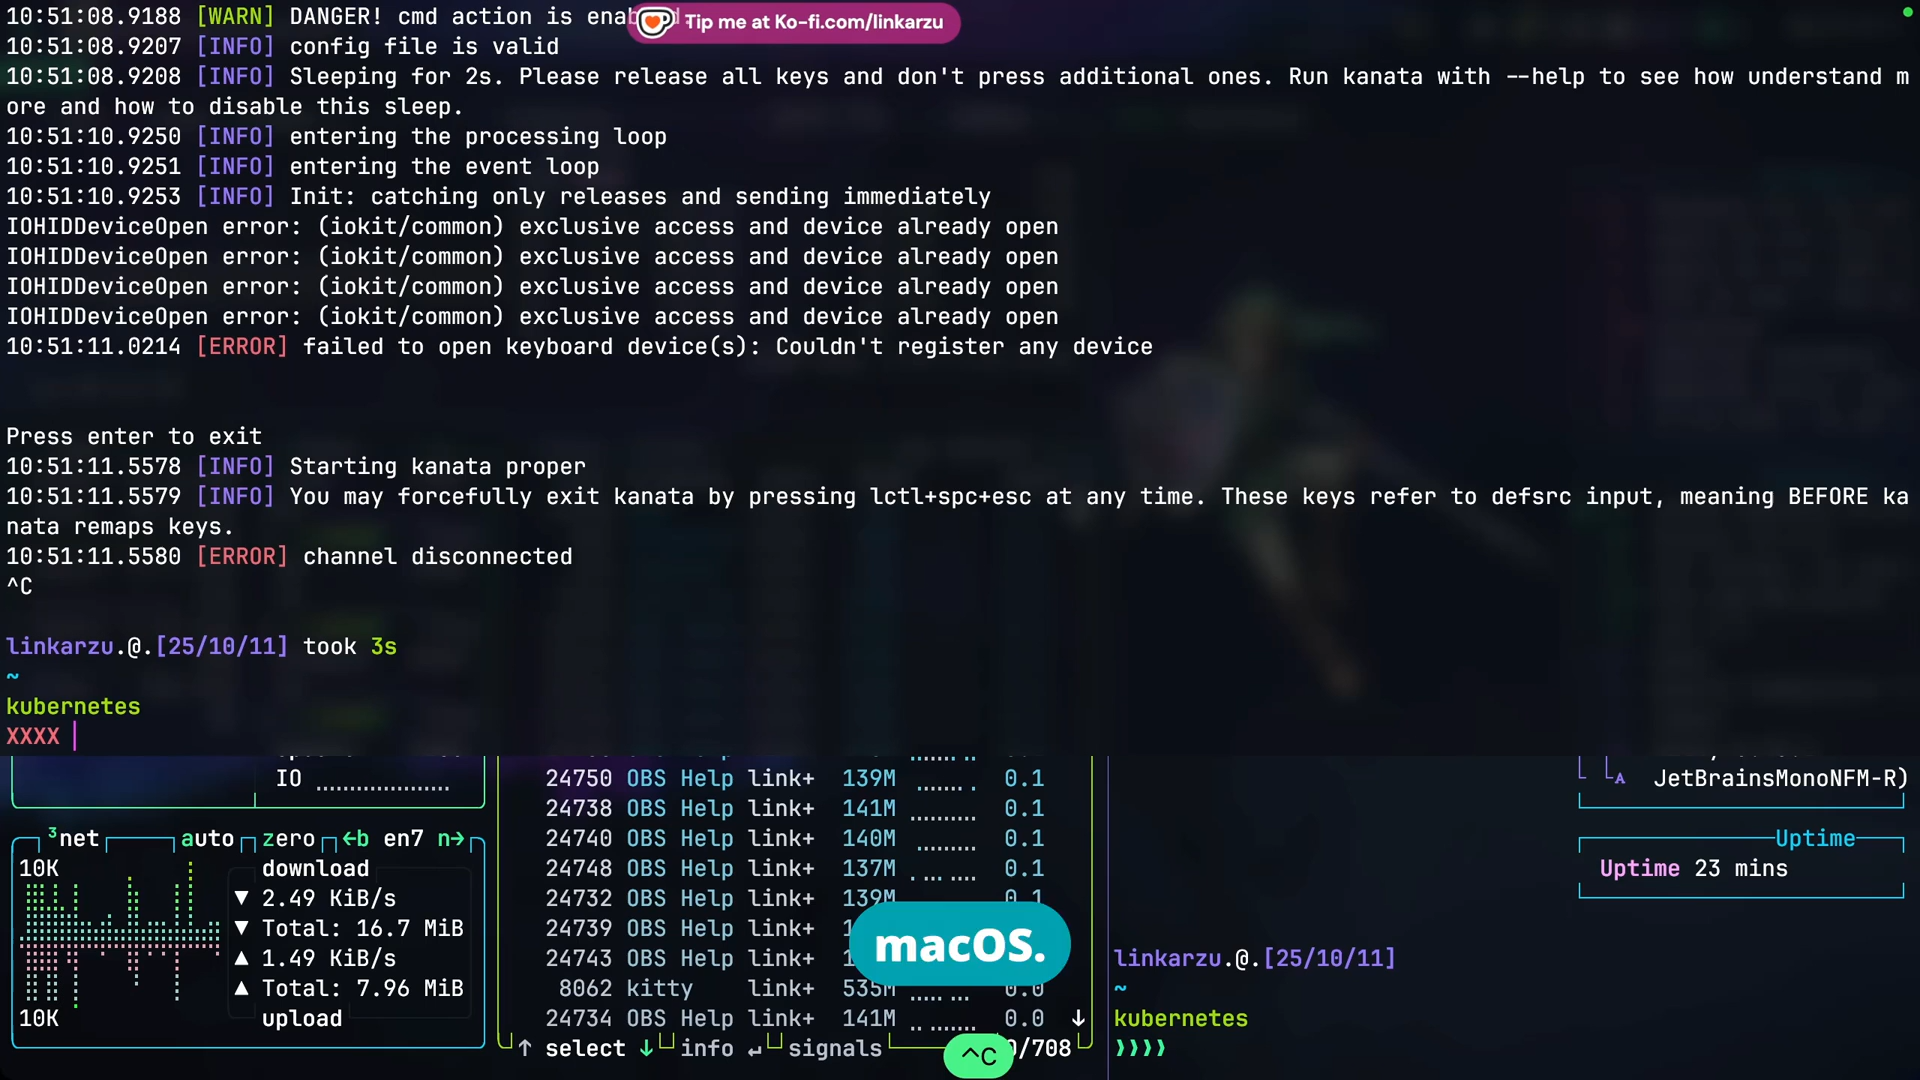 10:51:08.9188 [WARN] DANGER! cmd action is ena
Tip me at Ko-fi.com/linkarzu
10:51:08.9207 [INFO] config file is valid
10:51:08.9208 [INFO] Sleeping for 2s. Please release all keys and don't press additional ones. Run kanata with --help to see how understand m
ore and how to disable this sleep.
10:51:10.9250 [INFO] entering the processing loop
10:51:10.9251 [INFO] entering the event loop
10:51:10.9253 [INFO] Init: catching only releases and sending immediately
IOHIDDeviceOpen error: (iokit/common) exclusive access and device already open
IOHIDDeviceOpen error: (iokit/common) exclusive access and device already open
IOHIDDeviceOpen error: (iokit/common) exclusive access and device already open
IOHIDDeviceOpen error: (iokit/common) exclusive access and device already open
10:51:11.0214 [ERROR] failed to open keyboard device(s): Couldn't register any device
Press enter to exit
10:51:11.5578 [INFO] Starting kanata proper
10:51:11.5579 [INFO] You may forcefully exit kanata by pressing lctl+spc+esc at any time. These keys refer to defsrc input, meaning BEFORE ka
nata remaps keys.
10:51:11.5580 [ERROR] channel disconnected
^C
linkarzu.@.[25/10/11] took 3s
~
kubernetes
XXXX
IO
3net auto zero ←b en7 n→
10K
download
▼ 2.49 KiB/s
▼ Total: 16.7 MiB
▲ 1.49 KiB/s
▲ Total: 7.96 MiB
10K
upload
24750 OBS Help link+ 139M 0.1
24738 OBS Help link+ 141M 0.1
24740 OBS Help link+ 140M 0.1
24748 OBS Help link+ 137M 0.1
24732 OBS Help link+ 139M 0.1
24739 OBS Help link+
24743 OBS Help link+
8062 kitty link+ 535M 0.0
24734 OBS Help link+ 141M 0.0 ↓
↑ select ↓ info ↵ signals /708
macOS.
^C
linkarzu.@.[25/10/11]
~
kubernetes
❯❯❯❯
A JetBrainsMonoNFM-R)
Uptime
Uptime 23 mins